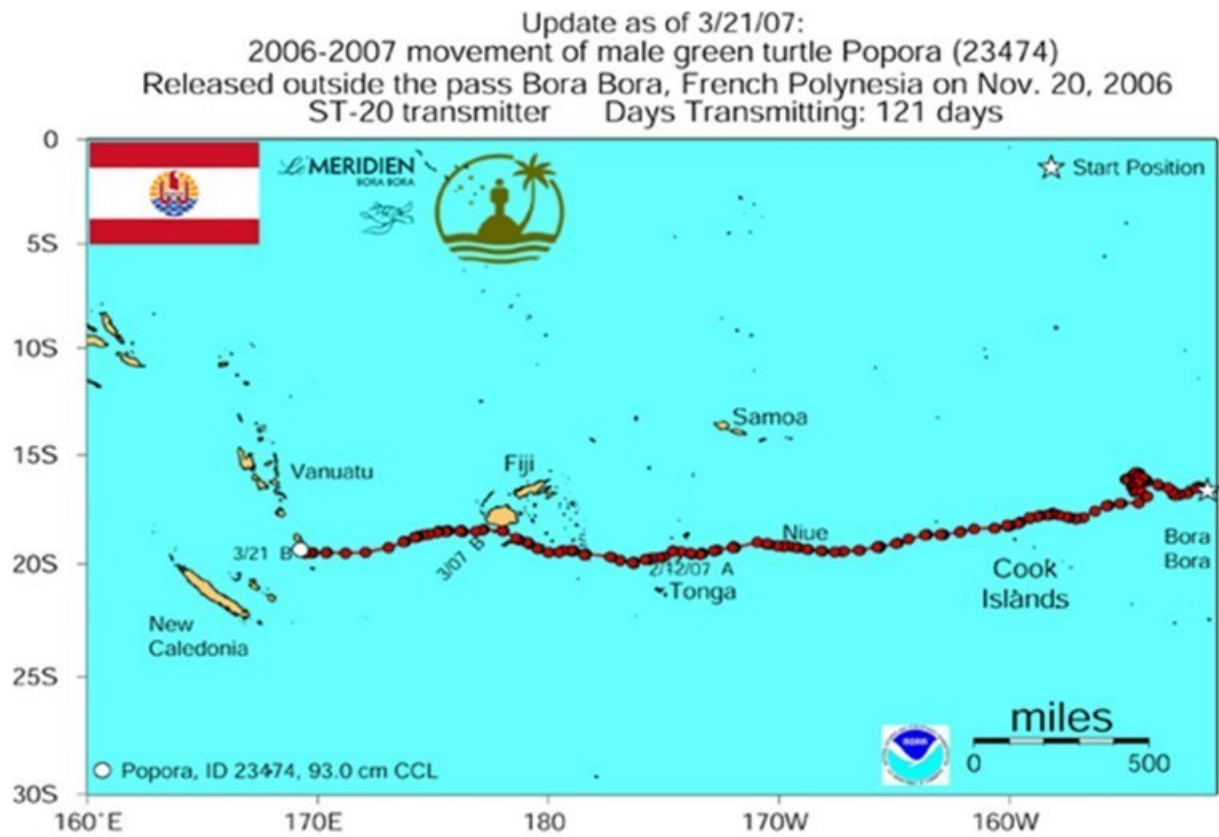 Update as of 3/21/07:
2006-2007 movement of male green turtle Popora (23474)
Released outside the pass Bora Bora, French Polynesia on Nov. 20, 2006
ST-20 transmitter Days Transmitting: 121 days
0
5S
10S
15S
20S
25S
30S
Le MERIDIEN
BORA BORA
Start Position
Samoa
Vanuatu
Fiji
3/21 B
3/07 B
Niue
2/12/07 A
Tonga
Bora
Bora
Cook
Islands
New
Caledonia
miles
0 500
NOAA
Popora, ID 23474, 93.0 cm CCL
160°E 170E 180 170W 160W